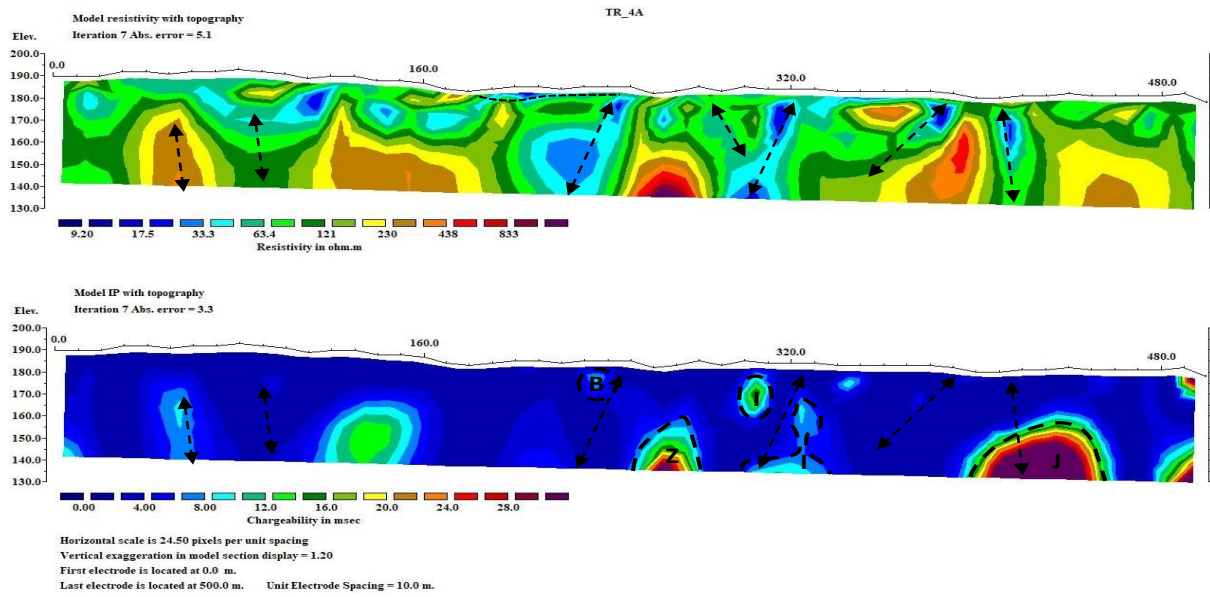 TR_4A
Model resistivity with topography
Iteration 7 Abs. error = 5.1
Elev.
200.0
190.0
180.0
170.0
160.0
150.0
140.0
130.0
0.0 160.0 320.0 480.0
9.20 17.5 33.3 63.4 121 230 438 833
Resistivity in ohm.m
Model IP with topography
Iteration 7 Abs. error = 3.3
Elev.
200.0
190.0
180.0
170.0
160.0
150.0
140.0
130.0
0.0 160.0 320.0 480.0
B
Z
J
0.00 4.00 8.00 12.0 16.0 20.0 24.0 28.0
Chargeability in msec
Horizontal scale is 24.50 pixels per unit spacing
Vertical exaggeration in model section display = 1.20
First electrode is located at 0.0 m.
Last electrode is located at 500.0 m. Unit Electrode Spacing = 10.0 m.